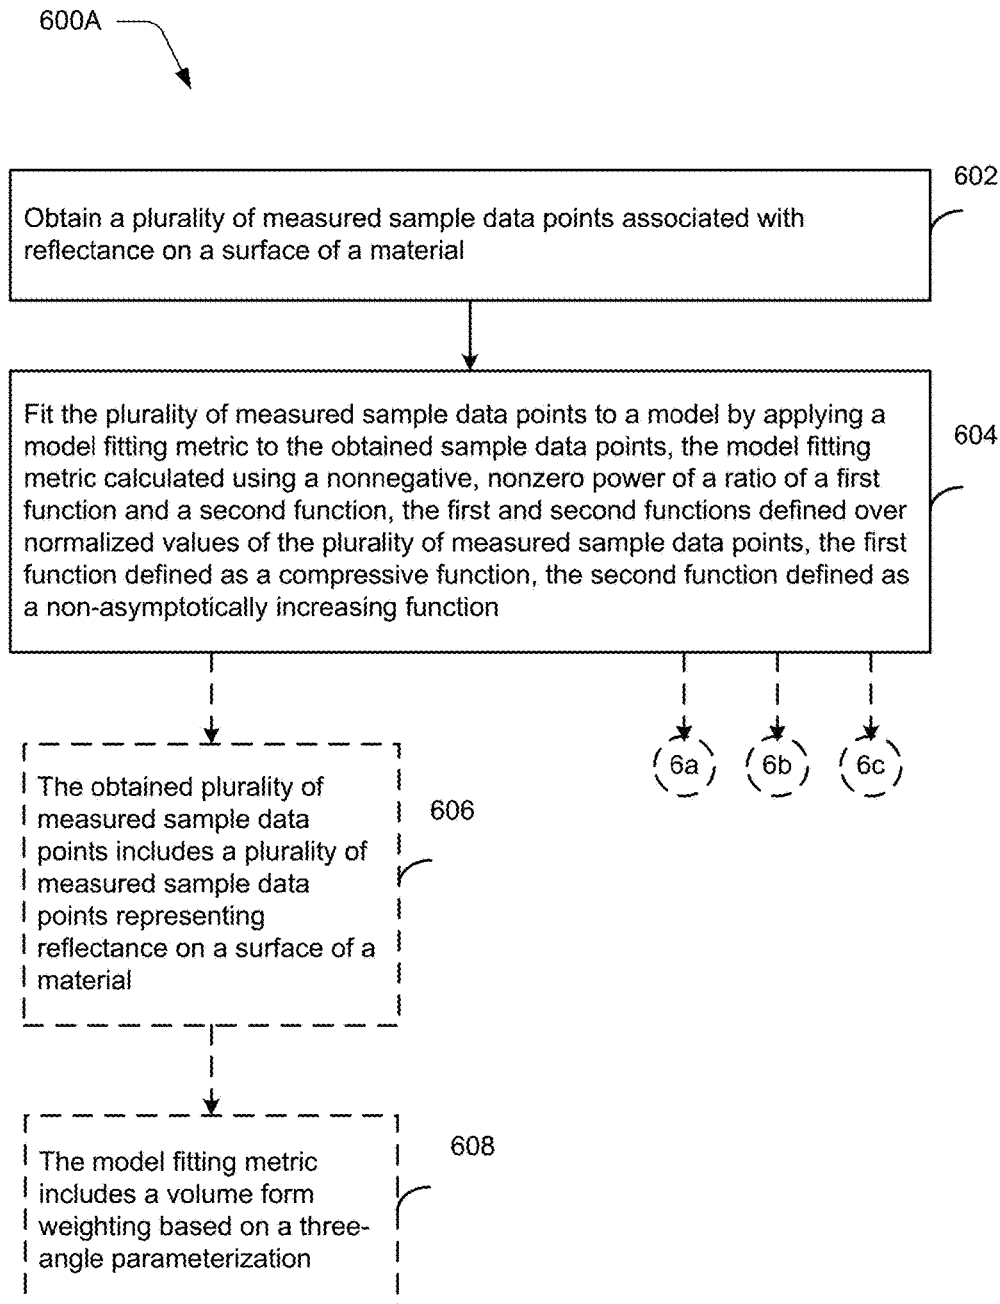 600A
602
Obtain a plurality of measured sample data points associated with
reflectance on a surface of a material
604
Fit the plurality of measured sample data points to a model by applying a
model fitting metric to the obtained sample data points, the model fitting
metric calculated using a nonnegative, nonzero power of a ratio of a first
function and a second function, the first and second functions defined over
normalized values of the plurality of measured sample data points, the first
function defined as a compressive function, the second function defined as
a non-asymptotically increasing function
6a
6b
6c
606
The obtained plurality of
measured sample data
points includes a plurality of
measured sample data
points representing
reflectance on a surface of a
material
608
The model fitting metric
includes a volume form
weighting based on a three-
angle parameterization